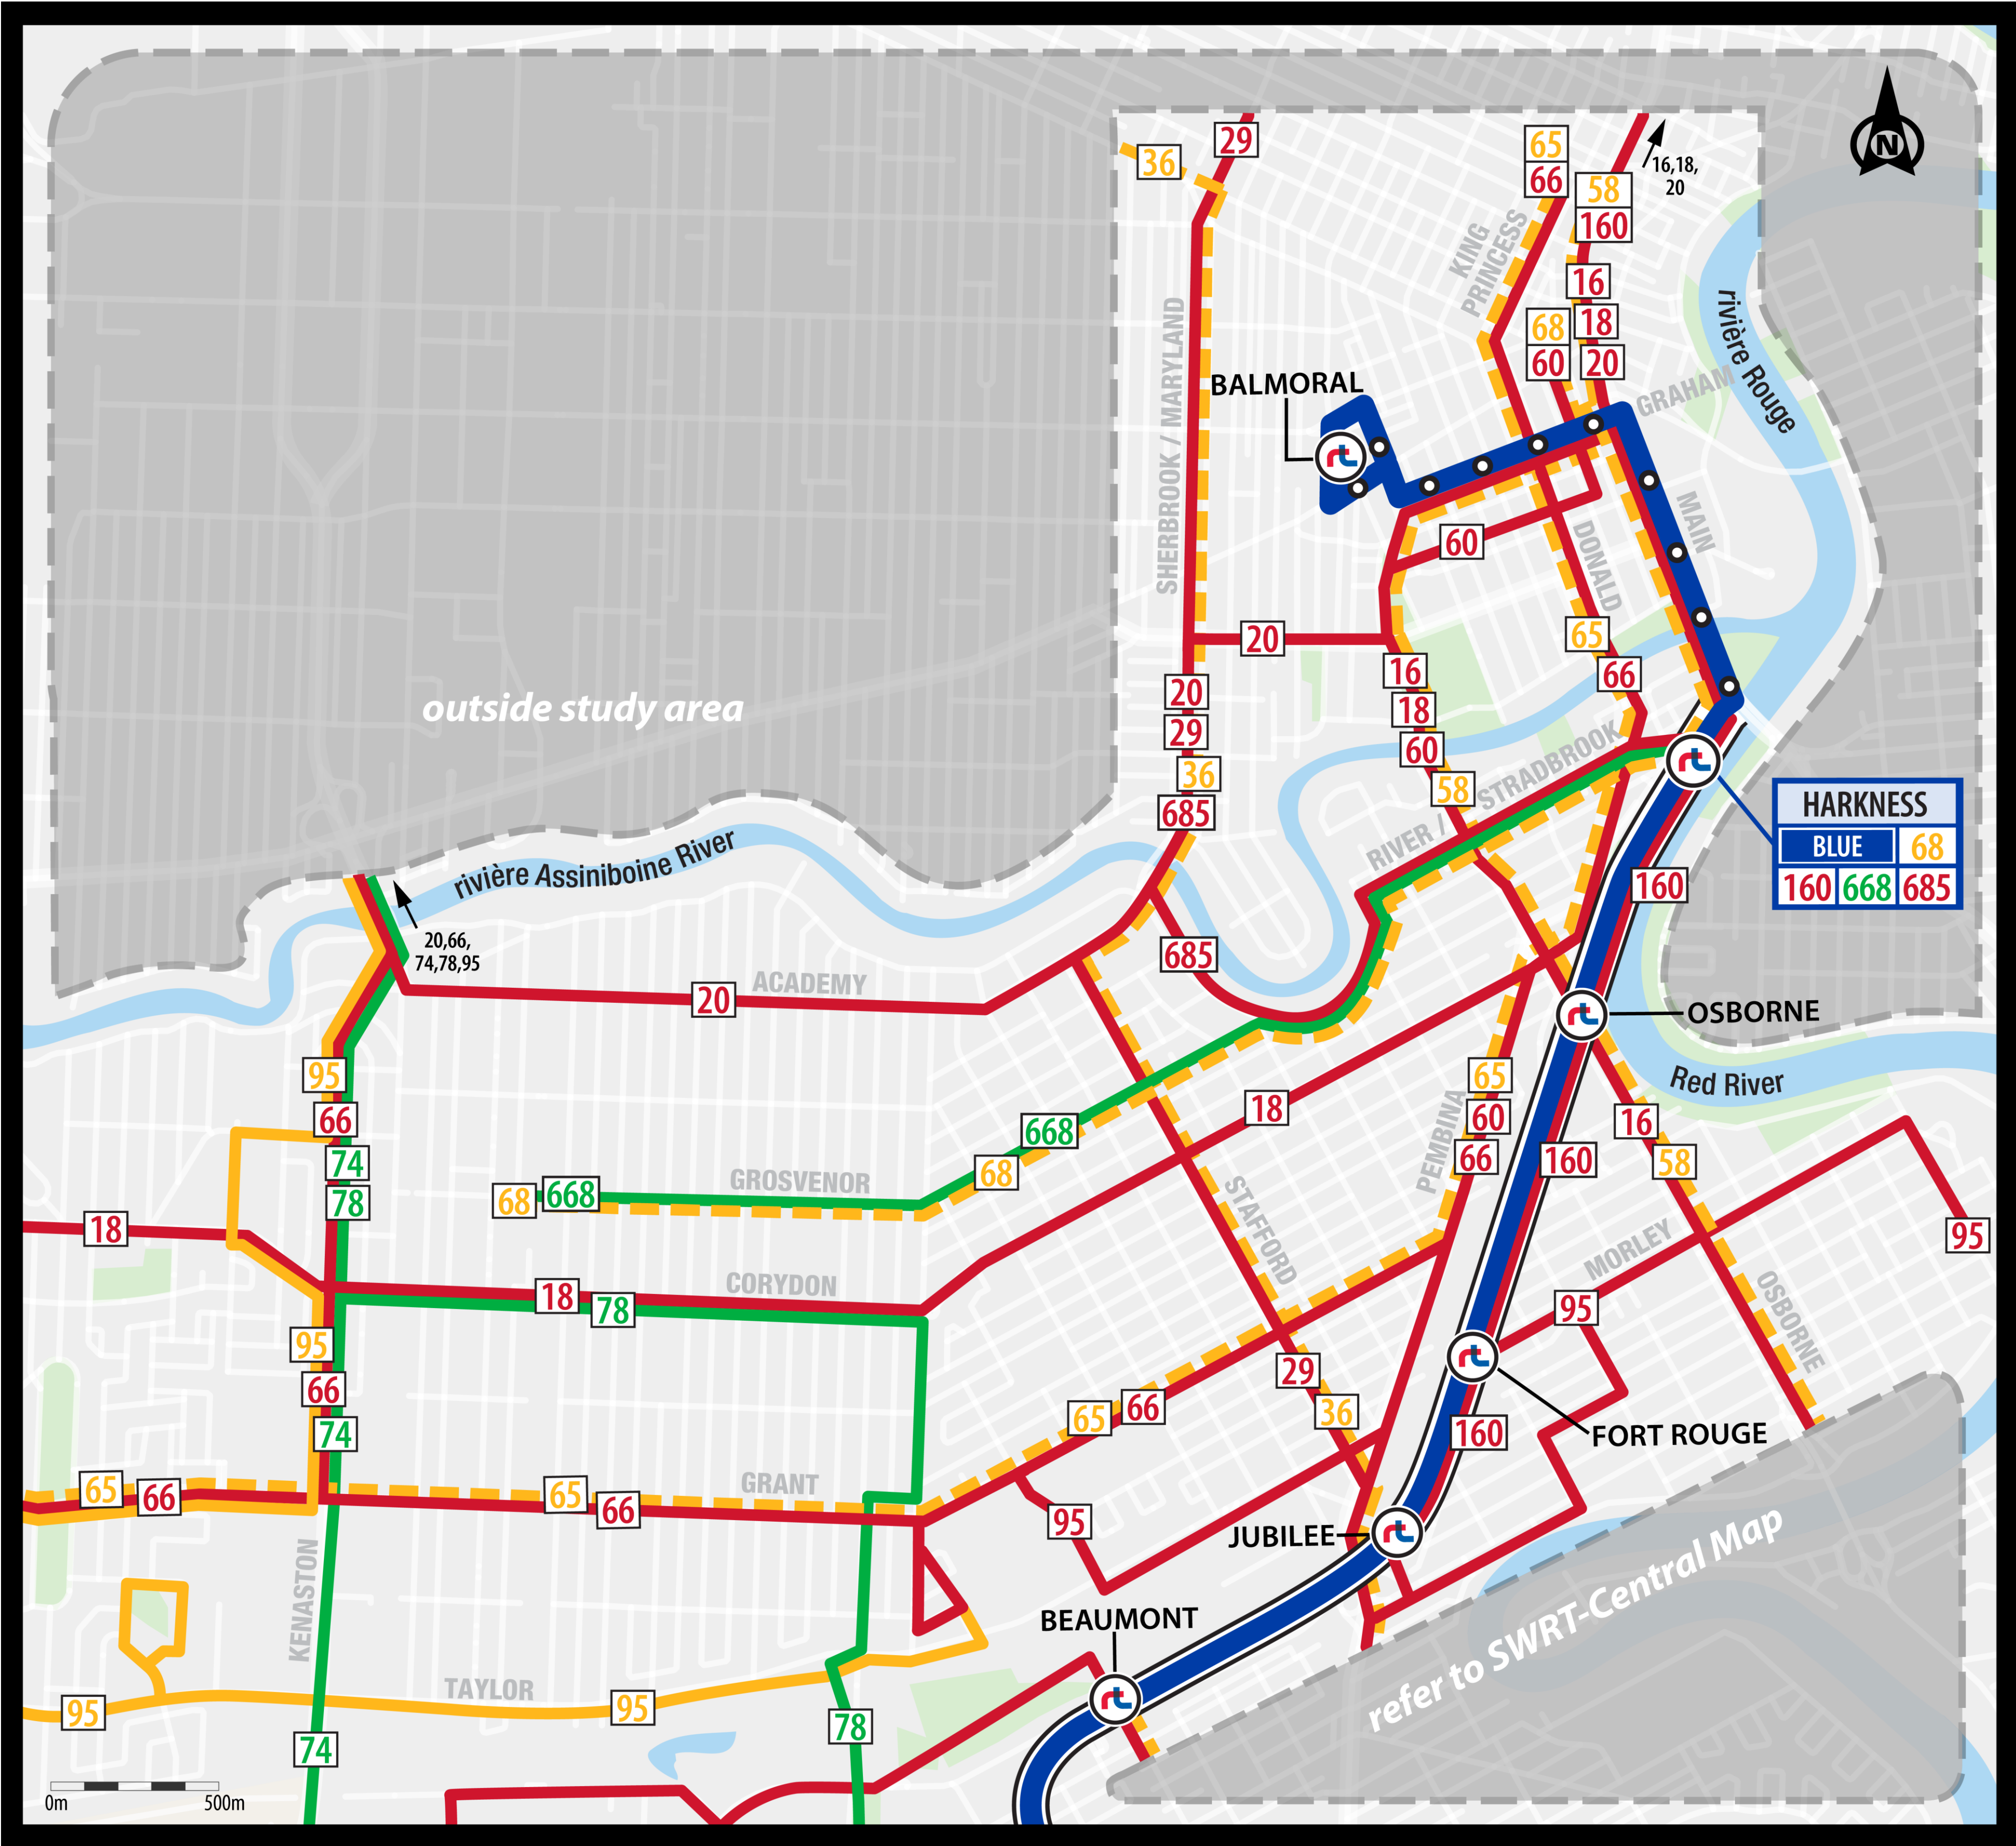 N
29
36
65
66
16,18,
20
58
160
KING
PRINCESS
16
68
18
60
20
GRAHAM
rivière Rouge
BALMORAL
SHERBROOK / MARYLAND
MAIN
60
DONALD
20
65
16
66
20
18
29
60
36
58
685
RIVER / STRADBROOK
outside study area
HARKNESS
BLUE
68
160
668
685
160
rivière Assiniboine River
20,66,
74,78,95
685
ACADEMY
20
OSBORNE
Red River
95
66
74
78
65
60
66
PEMBINA
18
16
58
160
668
68
GROSVENOR
68
668
STAFFORD
18
95
MORLEY
CORYDON
18
78
95
OSBORNE
95
66
74
29
36
65
66
160
FORT ROUGE
GRANT
65
66
65
66
95
JUBILEE
refer to SWRT-Central Map
KENASTON
BEAUMONT
TAYLOR
95
95
78
74
0m
500m